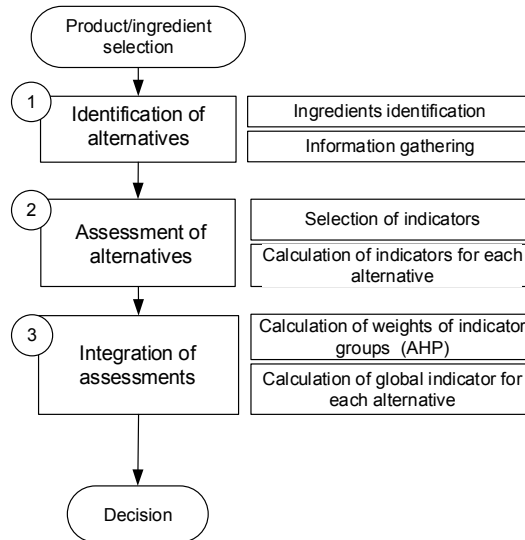 Product/ingredient
selection
1
Identification of
alternatives
Ingredients identification
Information gathering
2
Assessment of
alternatives
Selection of indicators
Calculation of indicators for each
alternative
3
Integration of
assessments
Calculation of weights of indicator
groups (AHP)
Calculation of global indicator for
each alternative
Decision